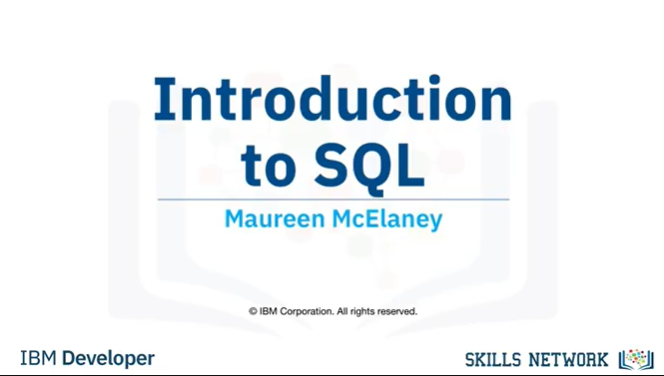 Introduction
to SQL
Maureen McElaney
© IBM Corporation. All rights reserved.
IBM Developer
SKILLS NETWORK